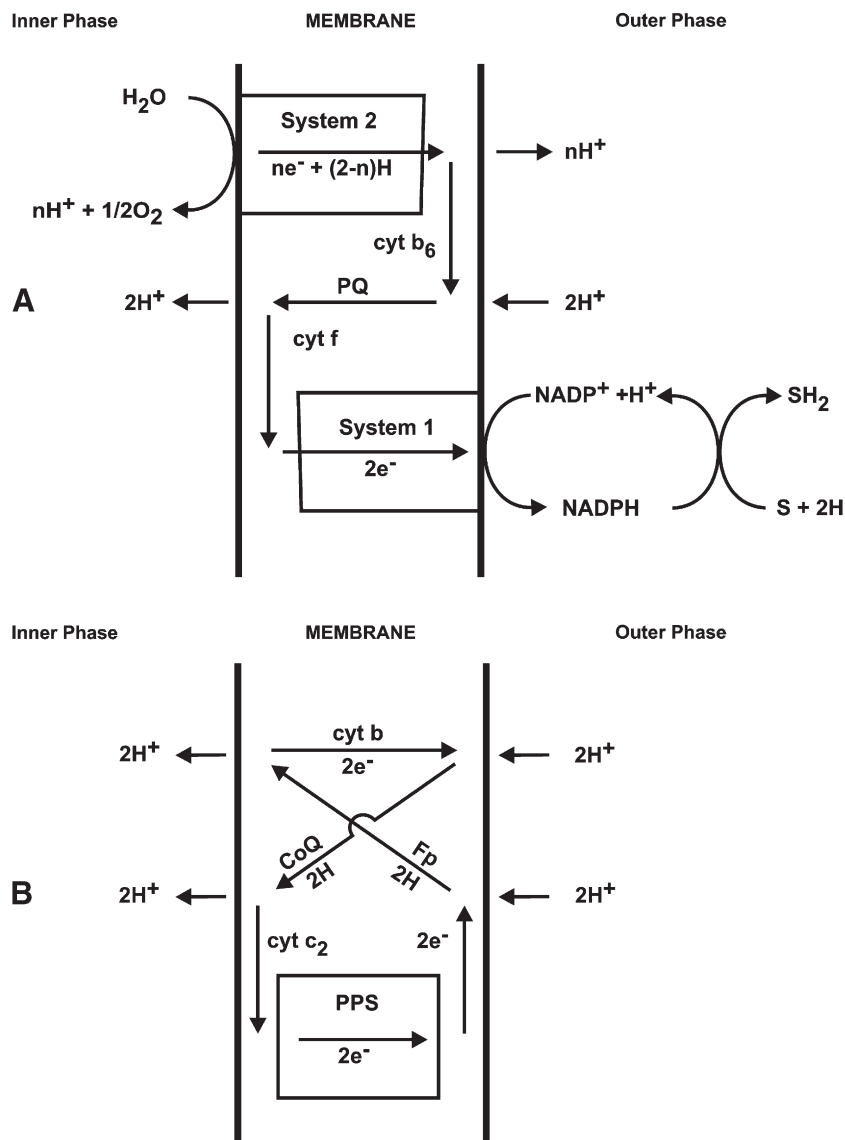 Inner Phase MEMBRANE Outer Phase
H₂O
System 2
ne⁻ + (2-n)H
nH⁺
nH⁺ + 1/2O₂
cyt b₆
A
2H⁺
PQ
2H⁺
cyt f
NADP⁺ +H⁺
SH₂
System 1
2e⁻
NADPH
S + 2H
Inner Phase MEMBRANE Outer Phase
2H⁺
cyt b
2e⁻
2H⁺
CoQ
2H
Fp
2H
B
2H⁺
2H⁺
cyt c₂
2e⁻
PPS
2e⁻